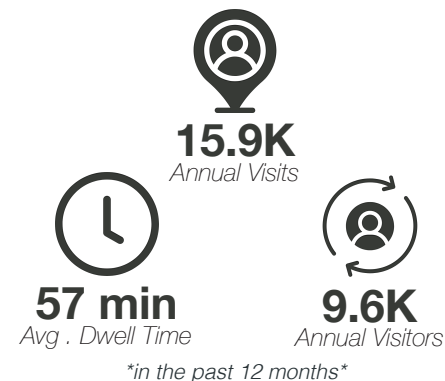 15.9K
Annual Visits
57 min
Avg . Dwell Time
9.6K
Annual Visitors
*in the past 12 months*